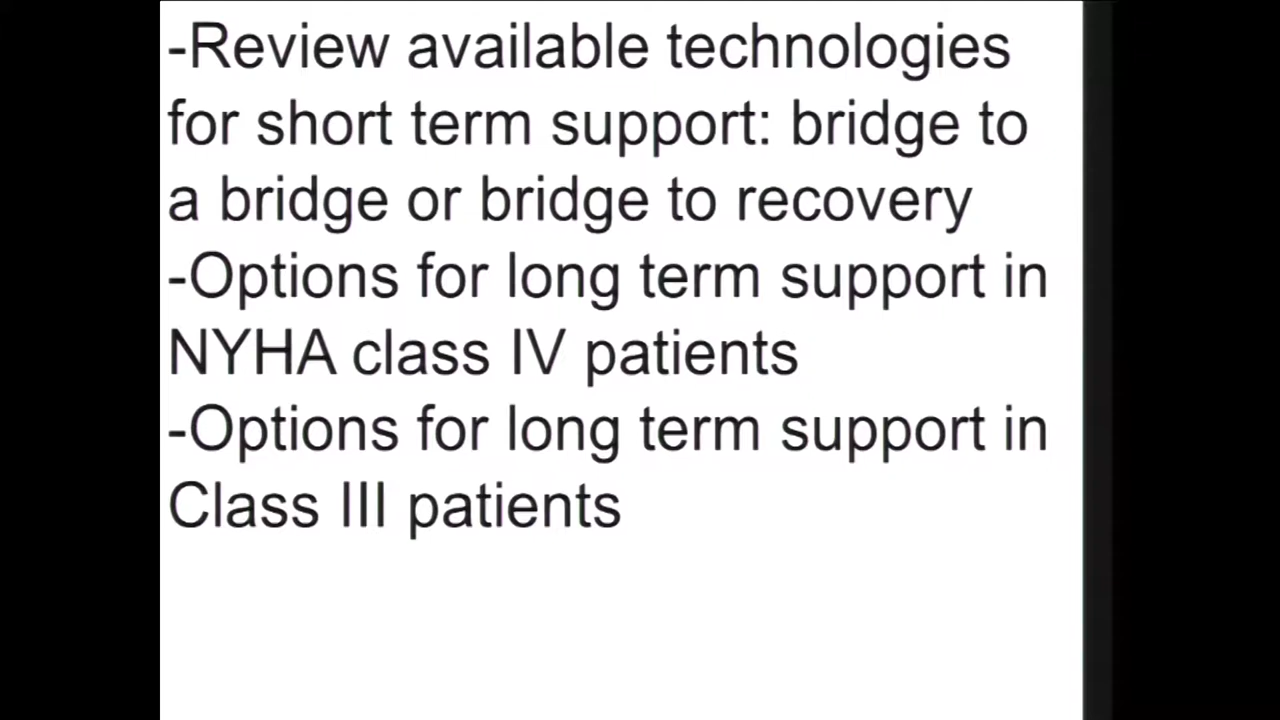 -Review available technologies
for short term support: bridge to
a bridge or bridge to recovery
-Options for long term support in
NYHA class IV patients
-Options for long term support in
Class III patients